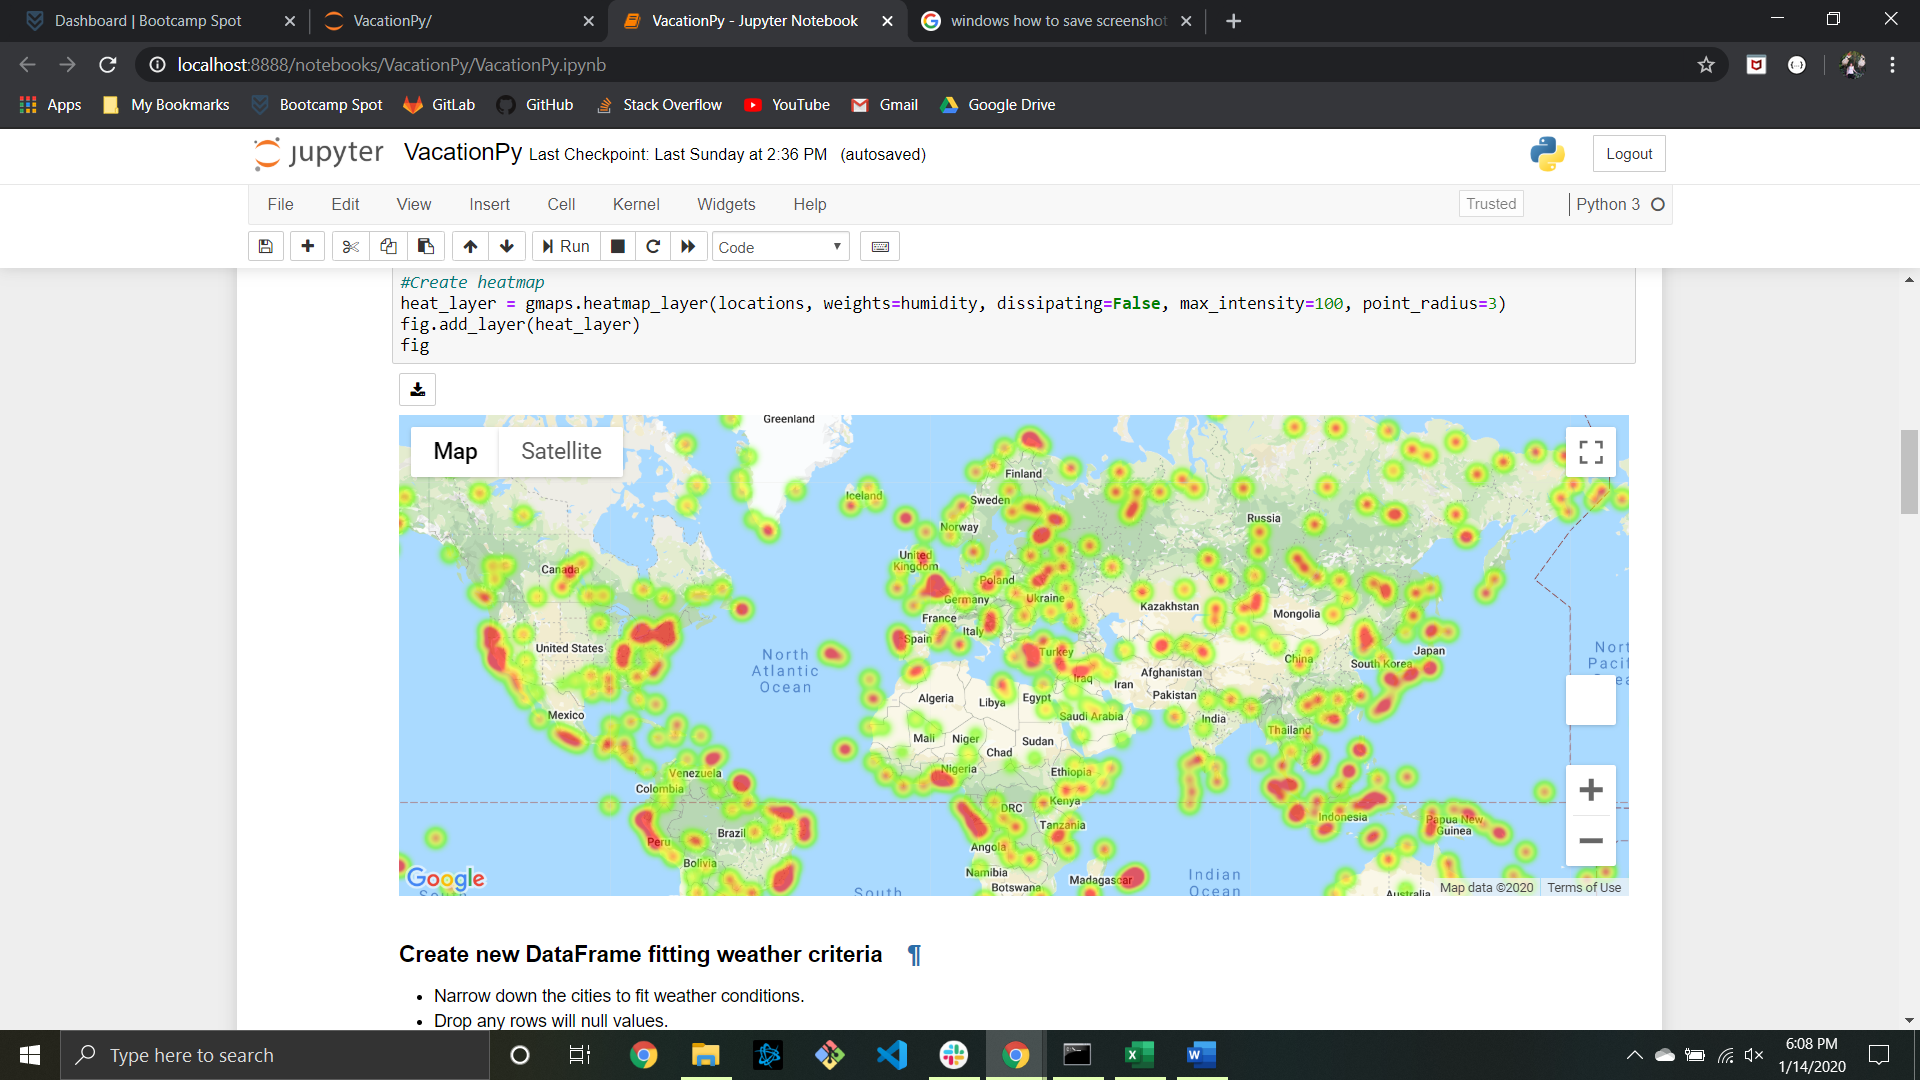 Dashboard | Bootcamp Spot
VacationPy/
VacationPy - Jupyter Notebook
windows how to save screenshot
localhost:8888/notebooks/VacationPy/VacationPy.ipynb
Apps
My Bookmarks
Bootcamp Spot
GitLab
GitHub
Stack Overflow
YouTube
Gmail
Google Drive
jupyter
VacationPy Last Checkpoint: Last Sunday at 2:36 PM (autosaved)
Logout
File
Edit
View
Insert
Cell
Kernel
Widgets
Help
Trusted
Python 3
Run
Code
#Create heatmap
heat_layer = gmaps.heatmap_layer(locations, weights=humidity, dissipating=False, max_intensity=100, point_radius=3)
fig.add_layer(heat_layer)
fig
Map
Satellite
Greenland
Finland
Iceland
Sweden
Russia
Norway
United
Kingdom
Canada
Poland
Germany
Ukraine
Kazakhstan
Mongolia
France
Italy
Spain
United States
North
Atlantic
Ocean
Turkey
China
South Korea
Japan
Nort
Pacif
Afghanistan
Iraq
Iran
Pakistan
Algeria
Libya
Egypt
Saudi Arabia
India
Mexico
Thailand
Mali
Niger
Sudan
Chad
Nigeria
Ethiopia
Venezuela
Colombia
Kenya
DRC
Indonesia
Papua New
Guinea
Tanzania
Brazil
Peru
Angola
Bolivia
Namibia
Botswana
Madagascar
Indian
Ocean
South
Australia
Google
Map data ©2020
Terms of Use
Create new DataFrame fitting weather criteria ¶
• Narrow down the cities to fit weather conditions.
• Drop any rows will null values.
Type here to search
6:08 PM
1/14/2020